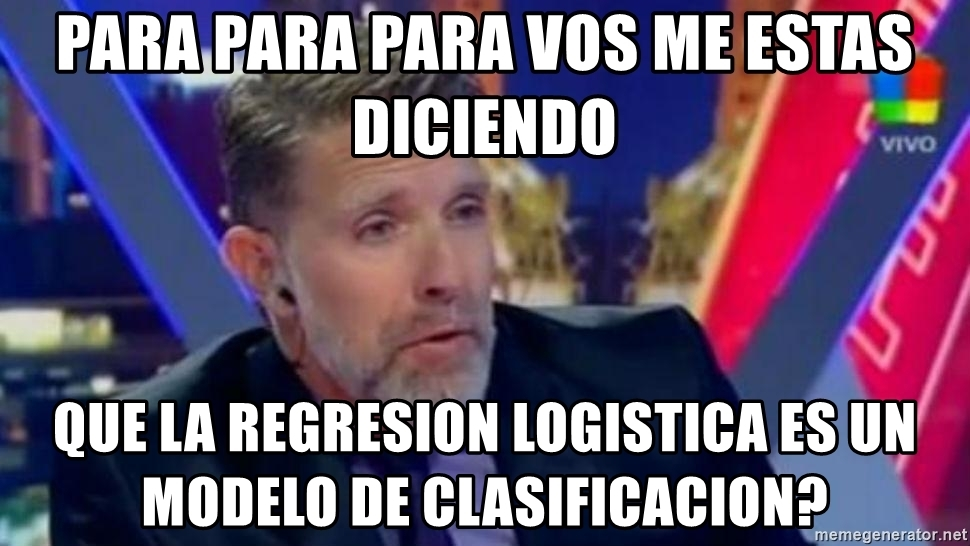 PARA PARA PARA VOS ME ESTAS
DICIENDO
VIVO
QUE LA REGRESION LOGISTICA ES UN
MODELO DE CLASIFICACION?
memegenerator.net